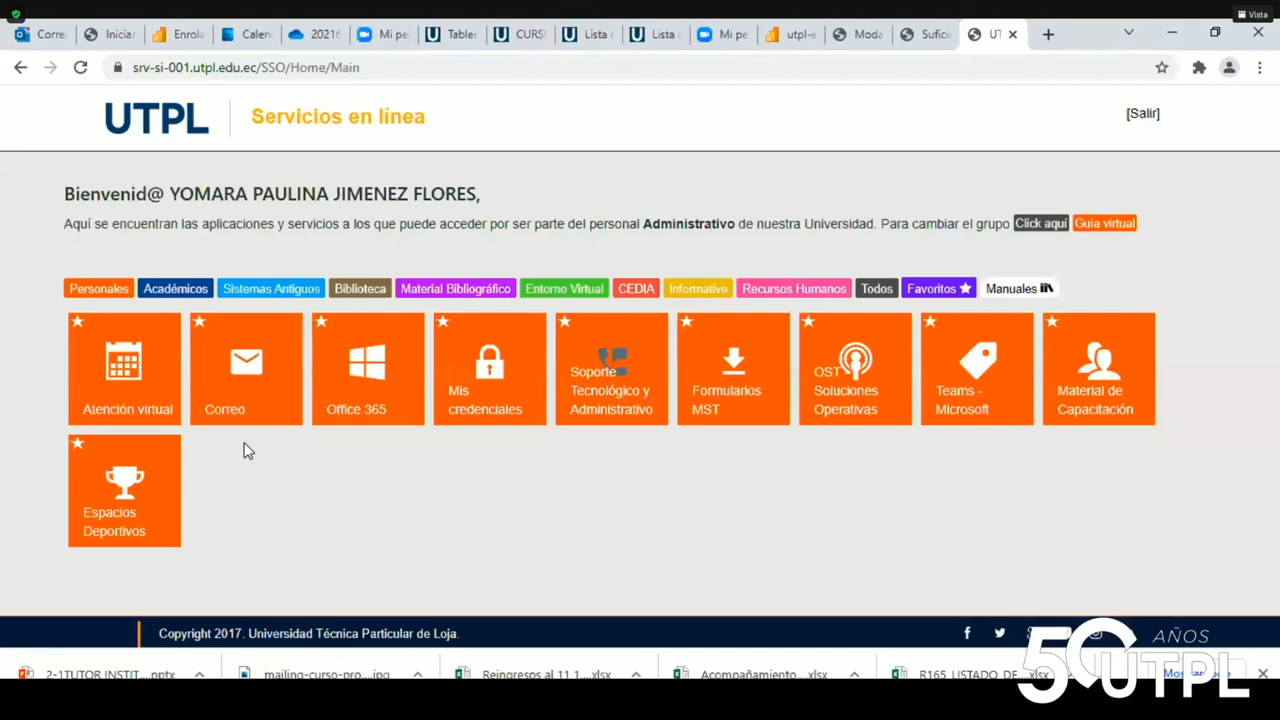 Vista
Corre
Iniciar
Enrola
Calen
20216
Mi pe
Tabler
CURS
Lista c
Lista c
Mi pe
utpl-e
Moda
Sufici
UT
srv-si-001.utpl.edu.ec/SSO/Home/Main
UTPL
Servicios en línea
[Salir]
Bienvenid@ YOMARA PAULINA JIMENEZ FLORES,
Aquí se encuentran las aplicaciones y servicios a los que puede acceder por ser parte del personal Administrativo de nuestra Universidad. Para cambiar el grupo Click aquí Guía virtual
Personales Académicos Sistemas Antiguos Biblioteca Material Bibliográfico Entorno Virtual CEDIA Informativo Recursos Humanos Todos Favoritos Manuales
Atención virtual
Correo
Office 365
Mis
credenciales
Soporte
Tecnológico y
Administrativo
Formularios
MST
OST
Soluciones
Operativas
Teams -
Microsoft
Material de
Capacitación
Espacios
Deportivos
Copyright 2017. Universidad Técnica Particular de Loja.
2-1TUTOR INSTIT....pptx
mailing-curso-pro....jpg
Reingresos al 11 1....xlsx
Acompañamiento....xlsx
R165 LISTADO DE....xlsx
50 AÑOS
UTPL